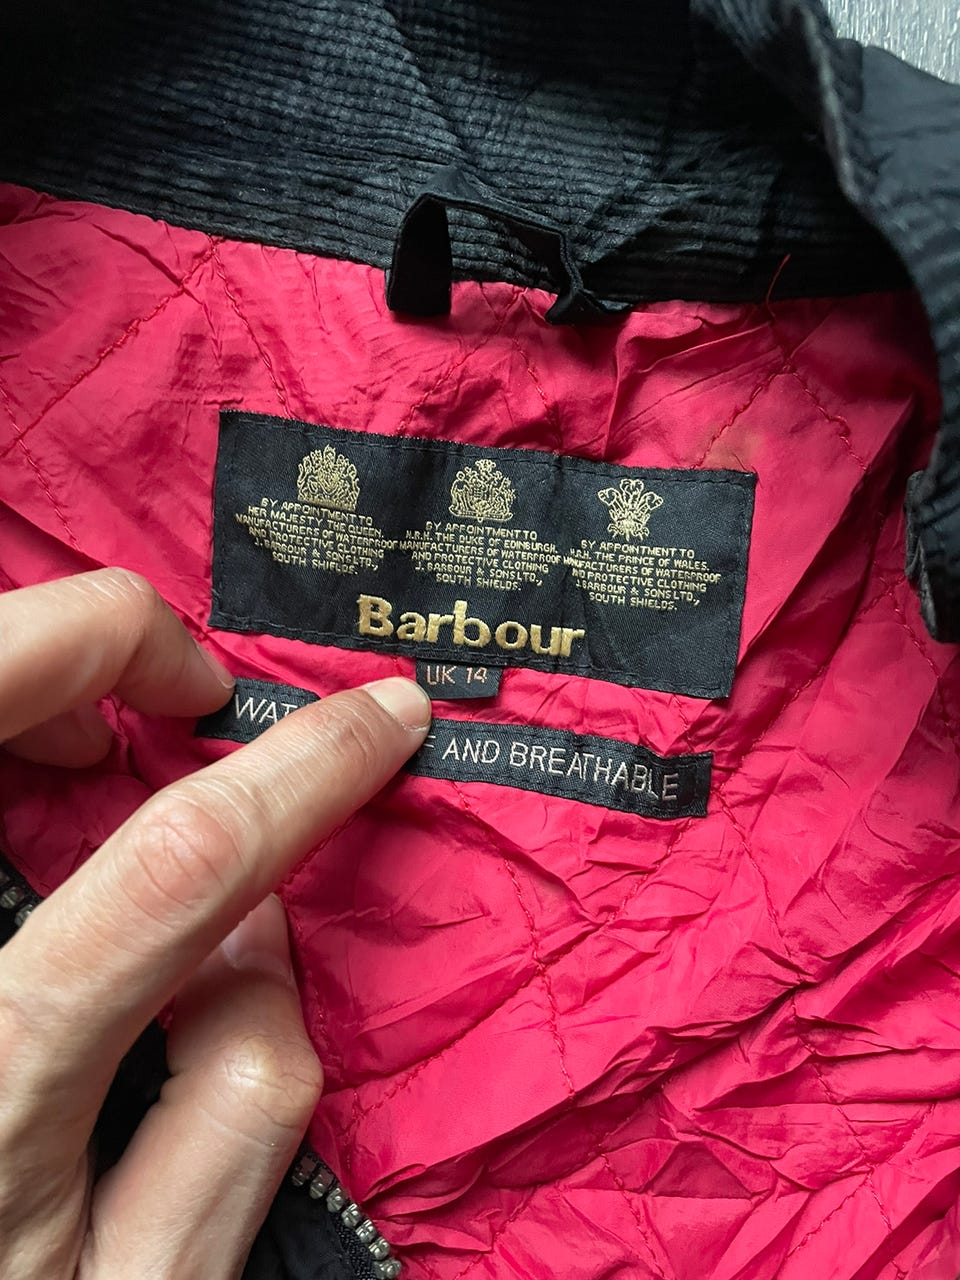 BY APPOINTMENT TO
HER MAJESTY THE QUEEN.
MANUFACTURERS OF WATERPROOF
AND PROTECTIVE CLOTHING
J. BARBOUR & SONS LTD.,
SOUTH SHIELDS.
BY APPOINTMENT TO
H.R.H. THE DUKE OF EDINBURGH.
MANUFACTURERS OF WATERPROOF
AND PROTECTIVE CLOTHING
J. BARBOUR & SONS LTD.,
SOUTH SHIELDS.
BY APPOINTMENT TO
H.R.H. THE PRINCE OF WALES.
MANUFACTURERS OF WATERPROOF
AND PROTECTIVE CLOTHING
J. BARBOUR & SONS LTD.,
SOUTH SHIELDS.
Barbour
UK 14
AND BREATHABLE